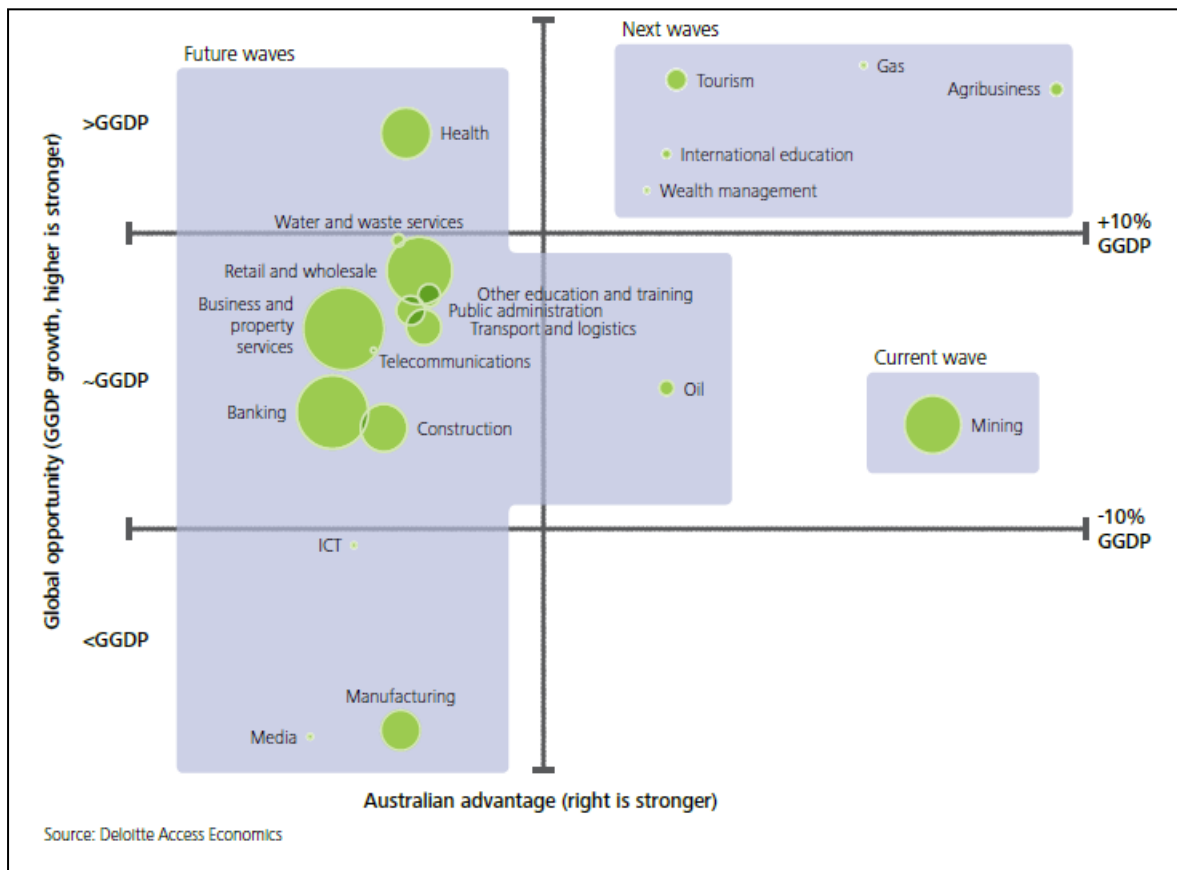 Future waves
Next waves
Gas
Tourism
Agribusiness
>GGDP
Health
International education
Wealth management
Water and waste services
+10%
GGDP
Retail and wholesale
Other education and training
Business and
property
services
Public administration
Transport and logistics
Telecommunications
Current wave
~GGDP
Oil
Banking
Construction
Mining
-10%
GGDP
ICT
<GGDP
Manufacturing
Media
Global opportunity (GGDP growth, higher is stronger)
Australian advantage (right is stronger)
Source: Deloitte Access Economics